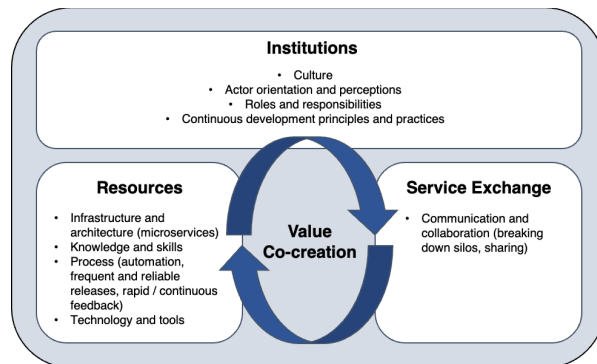 Institutions
• Culture
• Actor orientation and perceptions
• Roles and responsibilities
• Continuous development principles and practices
Resources
• Infrastructure and
architecture (microservices)
• Knowledge and skills
• Process (automation,
frequent and reliable
releases, rapid / continuous
feedback)
• Technology and tools
Value
Co-creation
Service Exchange
• Communication and
collaboration (breaking
down silos, sharing)